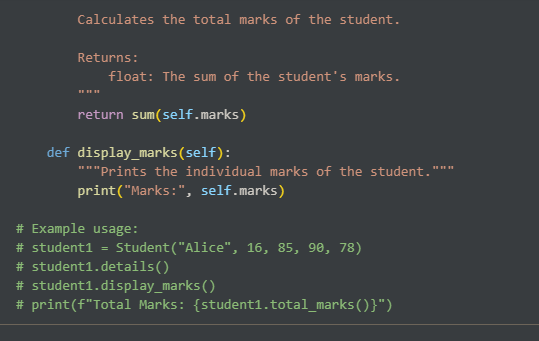 Calculates the total marks of the student.
Returns:
float: The sum of the student's marks.
"""
return sum(self.marks)
def display_marks(self):
"""Prints the individual marks of the student."""
print("Marks:", self.marks)
# Example usage:
# student1 = Student("Alice", 16, 85, 90, 78)
# student1.details()
# student1.display_marks()
# print(f"Total Marks: {student1.total_marks()}")